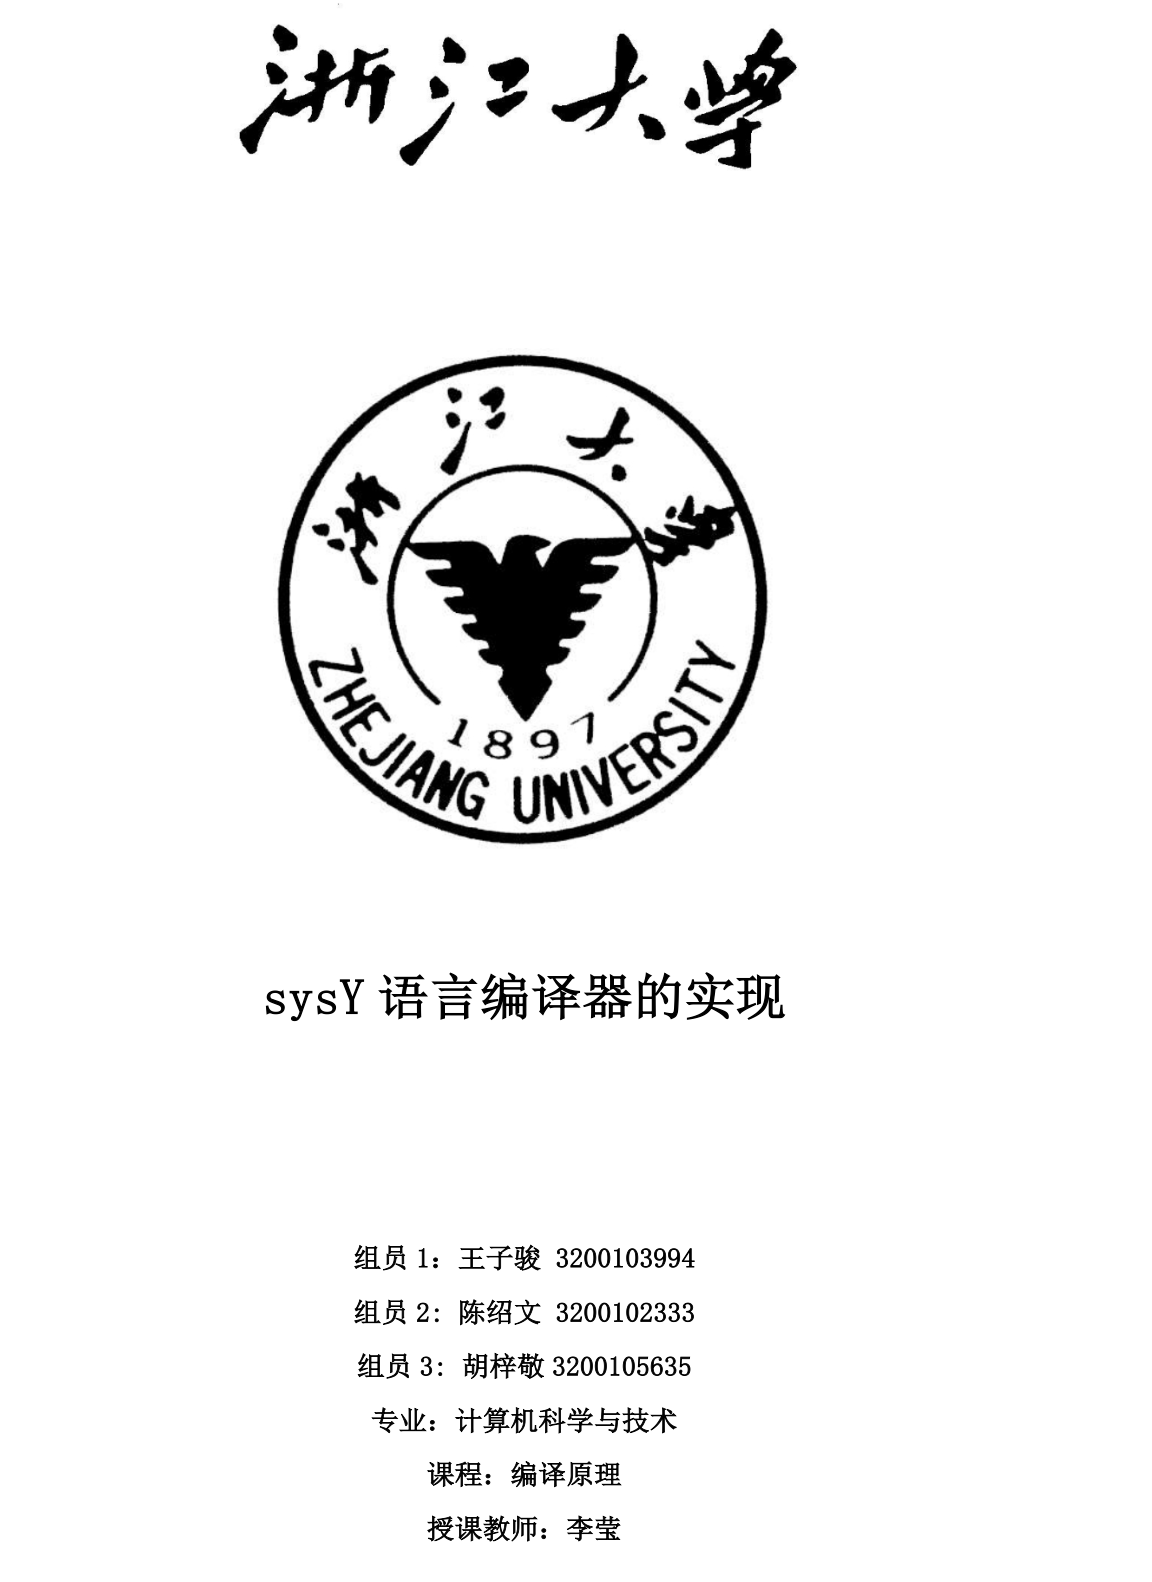 浙江大学
浙江大学
1897
ZHEJIANG UNIVERSITY
sysY 语言编译器的实现
组员 1：王子骏 3200103994
组员 2: 陈绍文 3200102333
组员 3: 胡梓敬 3200105635
专业：计算机科学与技术
课程：编译原理
授课教师：李莹